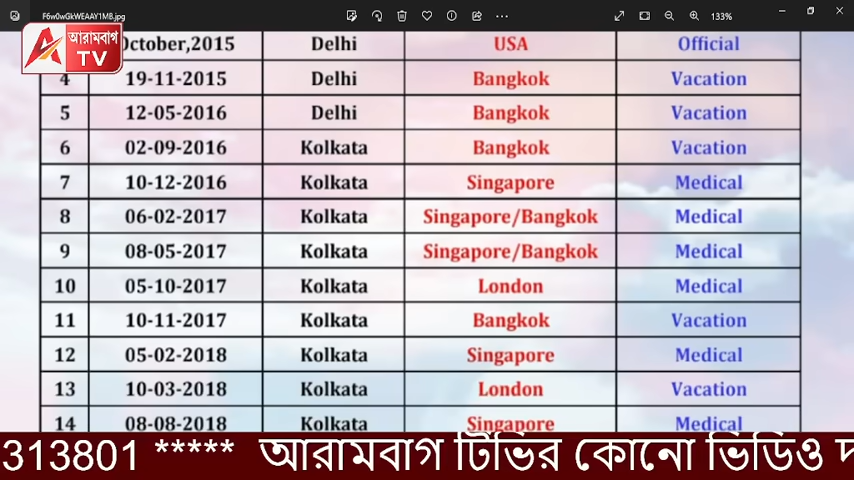 F6w0wGkWEAAY1MB.jpg
133%
আরামবাগ
TV
October,2015 Delhi USA Official
4 19-11-2015 Delhi Bangkok Vacation
5 12-05-2016 Delhi Bangkok Vacation
6 02-09-2016 Kolkata Bangkok Vacation
7 10-12-2016 Kolkata Singapore Medical
8 06-02-2017 Kolkata Singapore/Bangkok Medical
9 08-05-2017 Kolkata Singapore/Bangkok Medical
10 05-10-2017 Kolkata London Medical
11 10-11-2017 Kolkata Bangkok Vacation
12 05-02-2018 Kolkata Singapore Medical
13 10-03-2018 Kolkata London Vacation
14 08-08-2018 Kolkata Singapore Medical
313801 ***** আরামবাগ টিভির কোনো ভিডিও